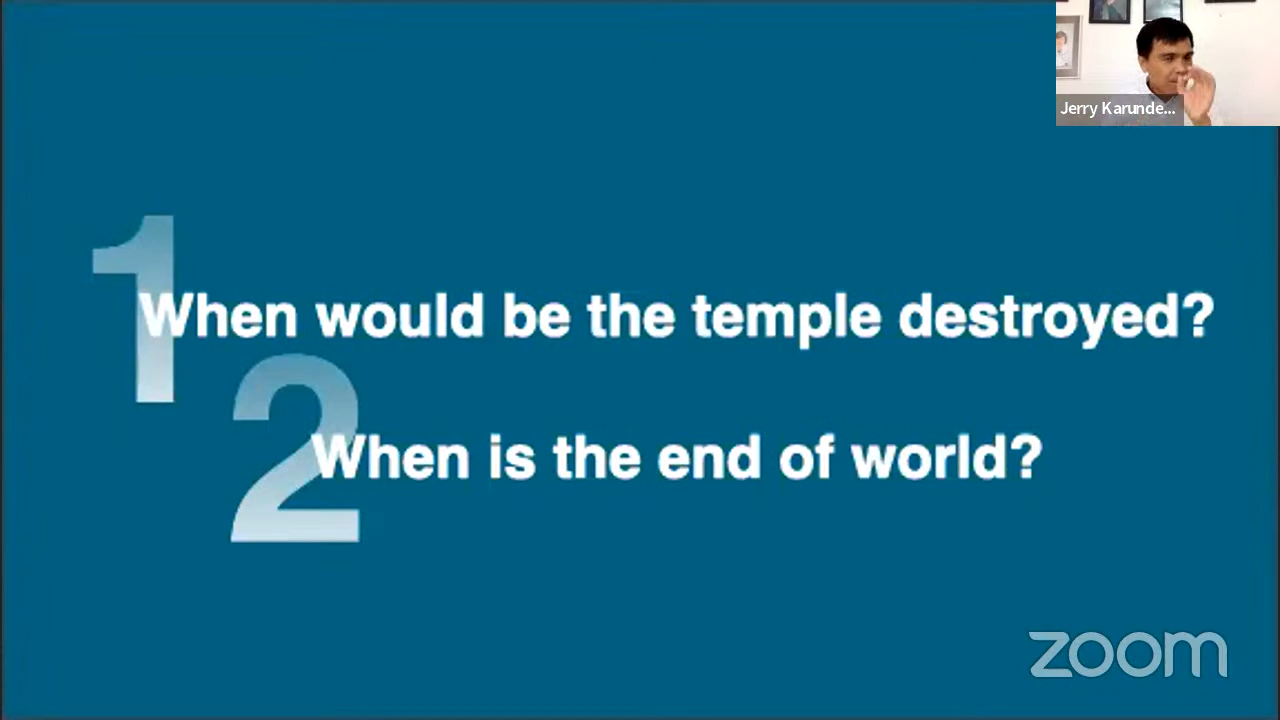 Jerry Karunde...
1
When would be the temple destroyed?
2
When is the end of world?
zoom